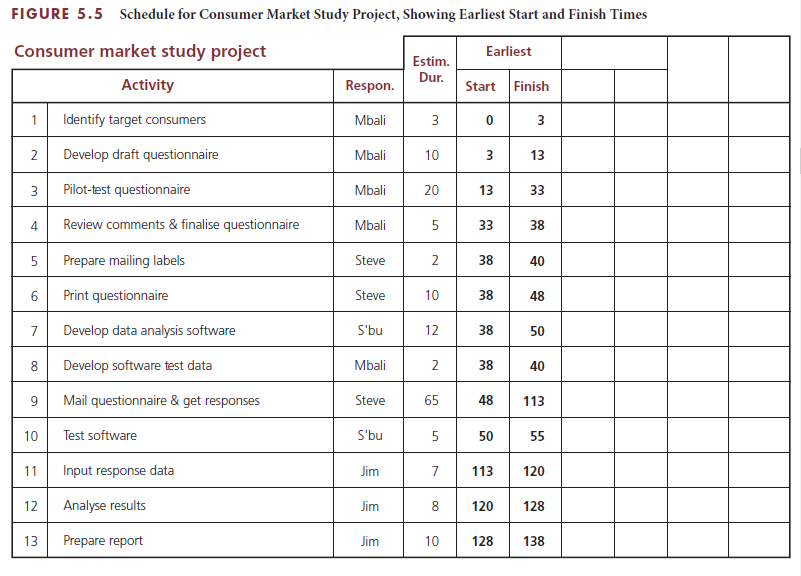 FIGURE 5.5 Schedule for Consumer Market Study Project, Showing Earliest Start and Finish Times
Consumer market study project
Estim. Dur.
Earliest
Activity
Respon.
Start
Finish
1 Identify target consumers Mbali 3 0 3
2 Develop draft questionnaire Mbali 10 3 13
3 Pilot-test questionnaire Mbali 20 13 33
4 Review comments & finalise questionnaire Mbali 5 33 38
5 Prepare mailing labels Steve 2 38 40
6 Print questionnaire Steve 10 38 48
7 Develop data analysis software S'bu 12 38 50
8 Develop software test data Mbali 2 38 40
9 Mail questionnaire & get responses Steve 65 48 113
10 Test software S'bu 5 50 55
11 Input response data Jim 7 113 120
12 Analyse results Jim 8 120 128
13 Prepare report Jim 10 128 138